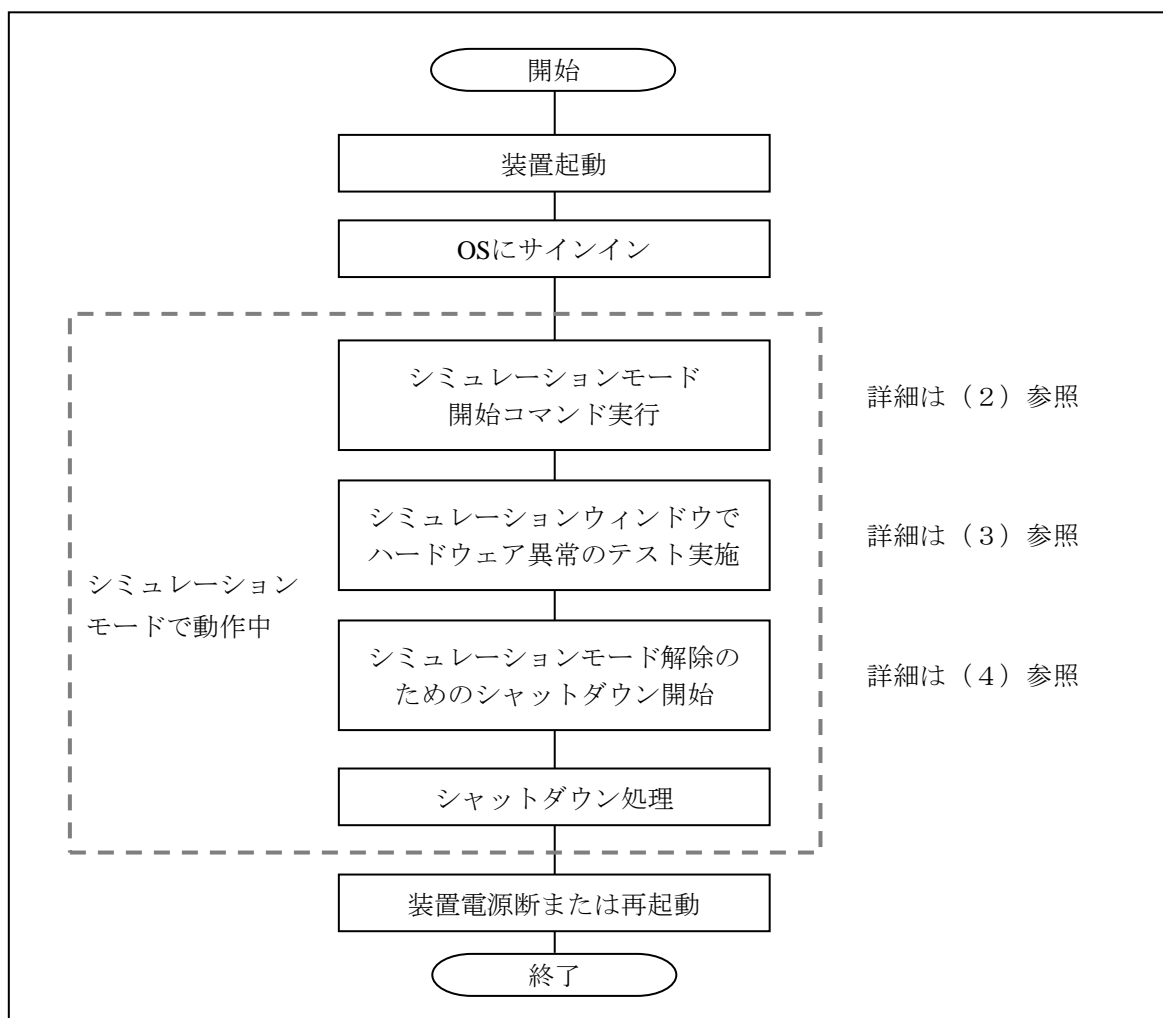 開始
装置起動
OSにサインイン
シミュレーションモード
開始コマンド実行
詳細は(2)参照
シミュレーションウィンドウで
ハードウェア異常のテスト実施
詳細は(3)参照
シミュレーション
モードで動作中
シミュレーションモード解除の
ためのシャットダウン開始
詳細は(4)参照
シャットダウン処理
装置電源断または再起動
終了